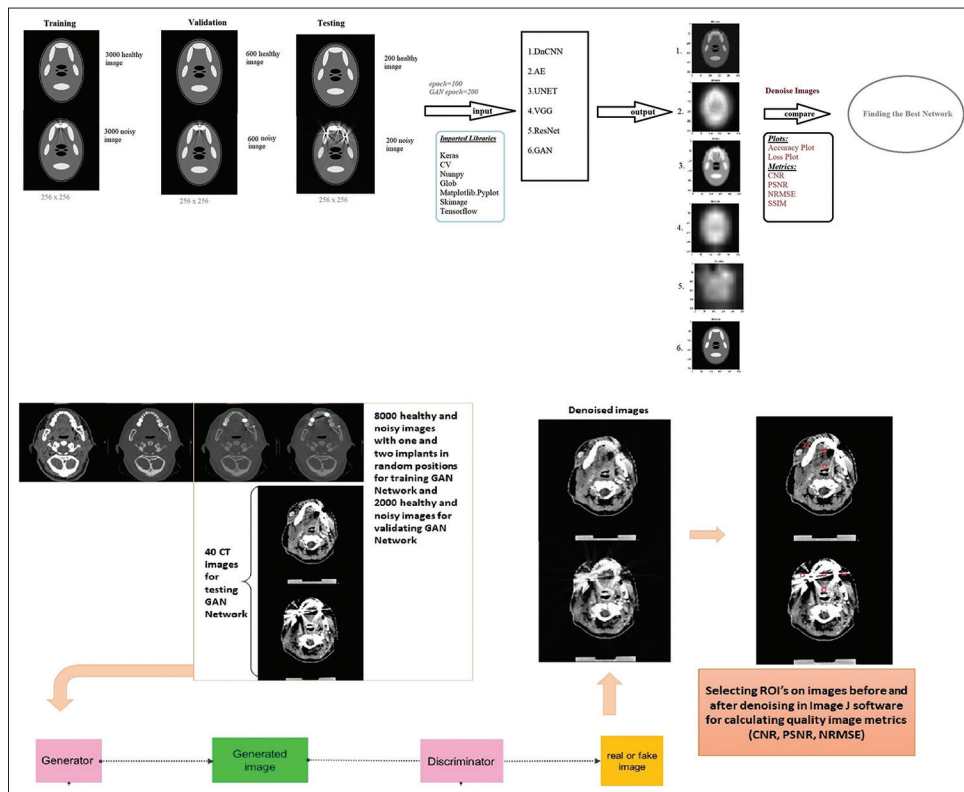 Training
Validation
Testing
3000 healthy
image
600 healthy
image
200 healthy
image
3000 noisy
image
600 noisy
image
200 noisy
image
256 x 256
256 x 256
256 x 256
epoch=100
GAN epoch=200
input
Imported Libraries
Keras
CV
Numpy
Glob
Matplotlib.Pyplot
Skimage
Tensorflow
1.DnCNN
2.AE
3.UNET
4.VGG
5.ResNet
6.GAN
output
1.
2.
3.
4.
5.
6.
Denoise Images
compare
Plots:
Accuracy Plot
Loss Plot
Metrics:
CNR
PSNR
NRMSE
SSIM
Finding the Best Network
8000 healthy and
noisy images
with one and
two implants in
random positions
for training GAN
Network and
2000 healthy and
noisy images for
validating GAN
Network
40 CT
images
for
testing
GAN
Network
Denoised images
Selecting ROI's on images before and
after denoising in Image J software
for calculating quality image metrics
(CNR, PSNR, NRMSE)
Generator
Generated
image
Discriminator
real or fake
image